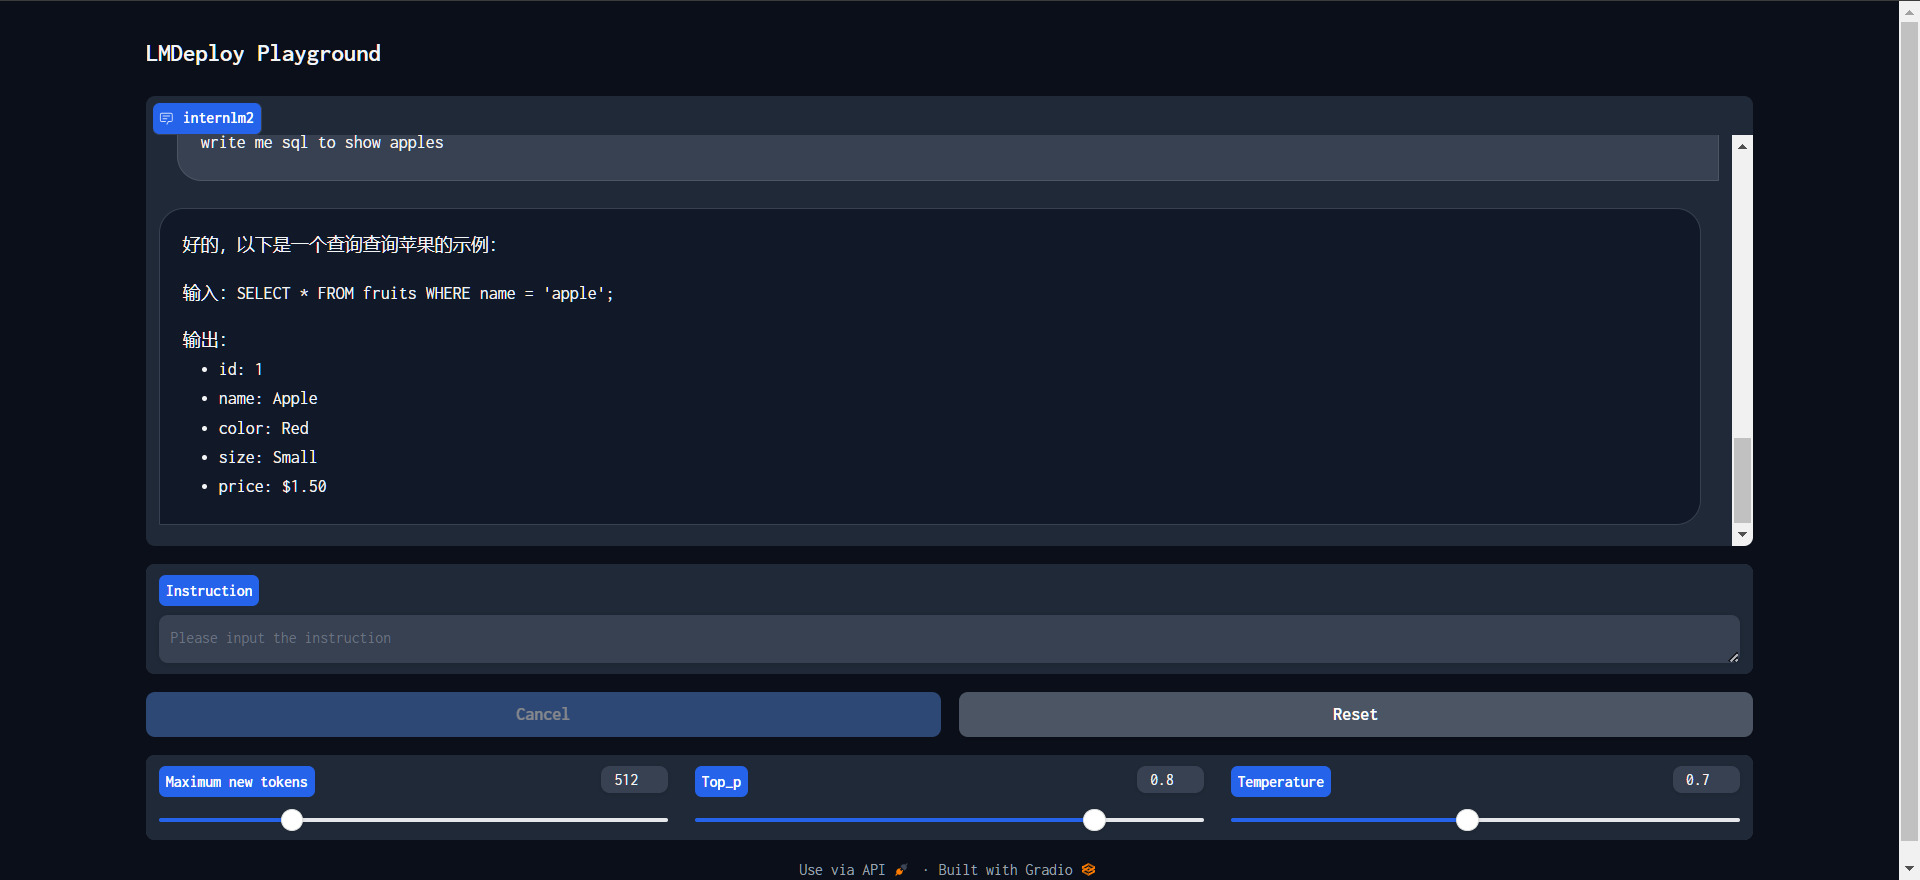 LMDeploy Playground
internlm2
write me sql to show apples
好的，以下是一个查询查询苹果的示例：
输入：SELECT * FROM fruits WHERE name = 'apple';
输出：
• id: 1
• name: Apple
• color: Red
• size: Small
• price: $1.50
Instruction
Please input the instruction
Cancel
Reset
Maximum new tokens
512
Top_p
0.8
Temperature
0.7
Use via API · Built with Gradio